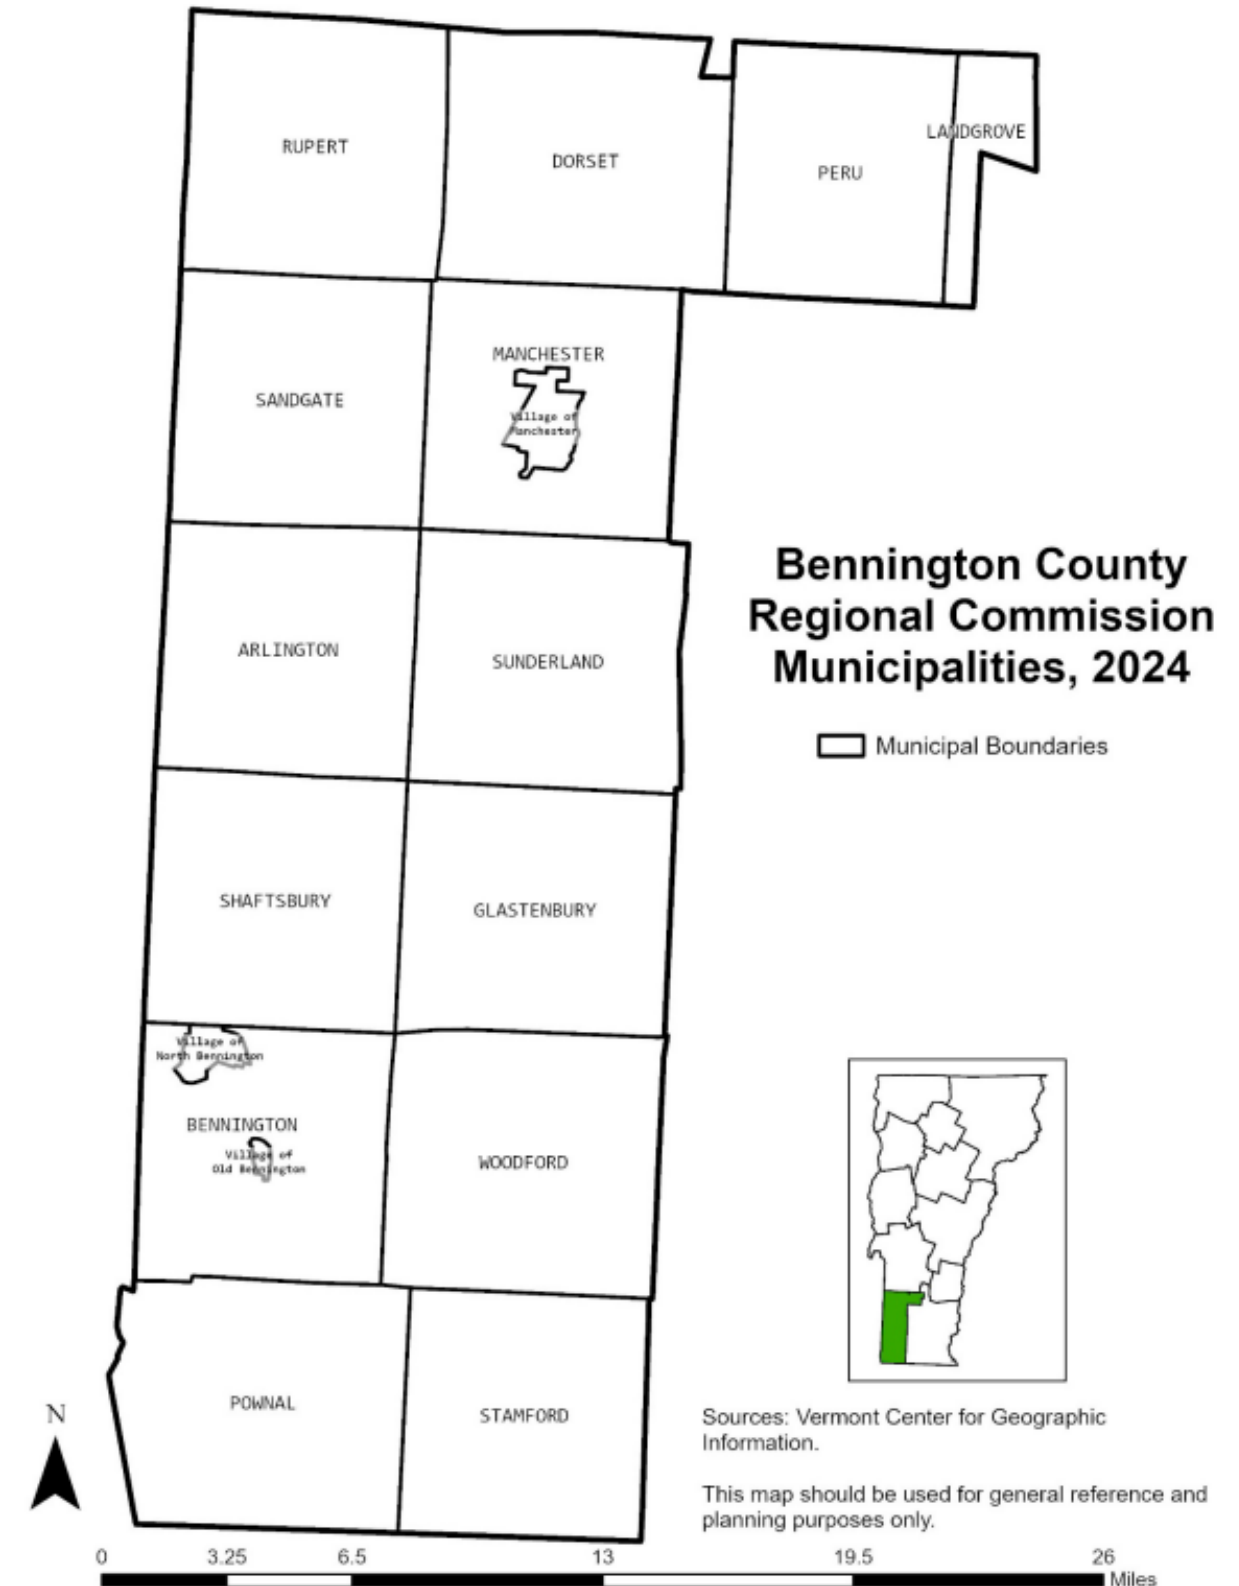 RUPERT
DORSET
PERU
LANDGROVE
SANDGATE
MANCHESTER
Village of
Manchester
Bennington County
Regional Commission
Municipalities, 2024
Municipal Boundaries
ARLINGTON
SUNDERLAND
SHAFTSBURY
GLASTENBURY
Village of
North Bennington
BENNINGTON
Village of
Old Bennington
WOODFORD
POWNAL
STAMFORD
N
Sources: Vermont Center for Geographic
Information.
This map should be used for general reference and
planning purposes only.
0 3.25 6.5 13 19.5 26
Miles